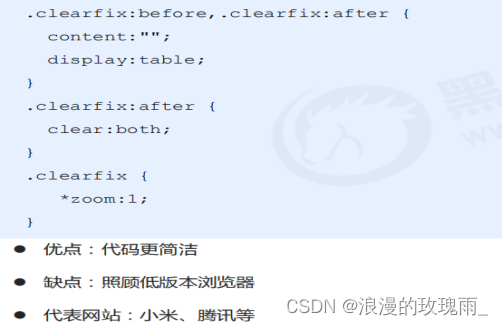 .clearfix:before,.clearfix:after {
content:"";
display:table;
}
.clearfix:after {
clear:both;
}
.clearfix {
*zoom:1;
}
黑
ww
● 优点：代码更简洁
● 缺点：照顾低版本浏览器
● 代表网站：小米、腾讯等
CSDN @浪漫的玫瑰雨_